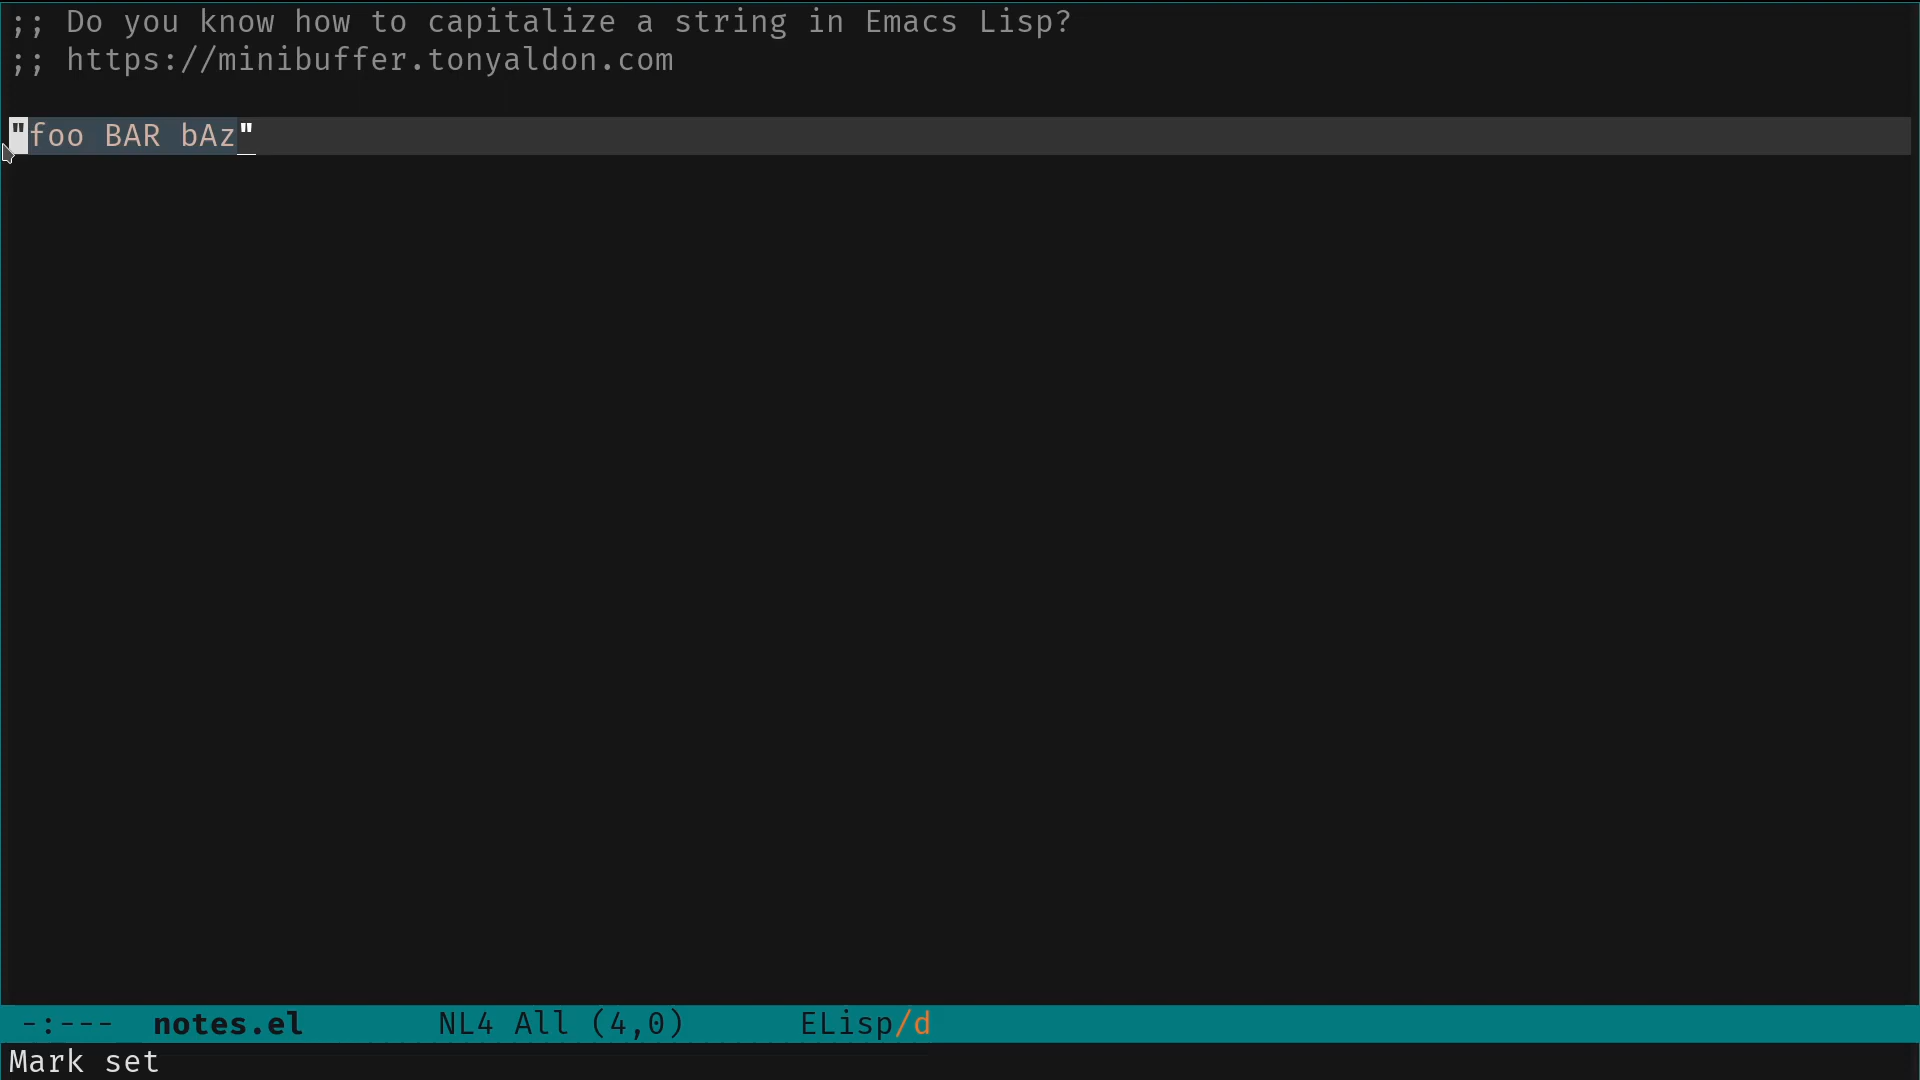 ;; Do you know how to capitalize a string in Emacs Lisp?
;; https://minibuffer.tonyaldon.com
"foo BAR bAz"
-:--- notes.el NL4 All (4,0) ELisp/d
Mark set